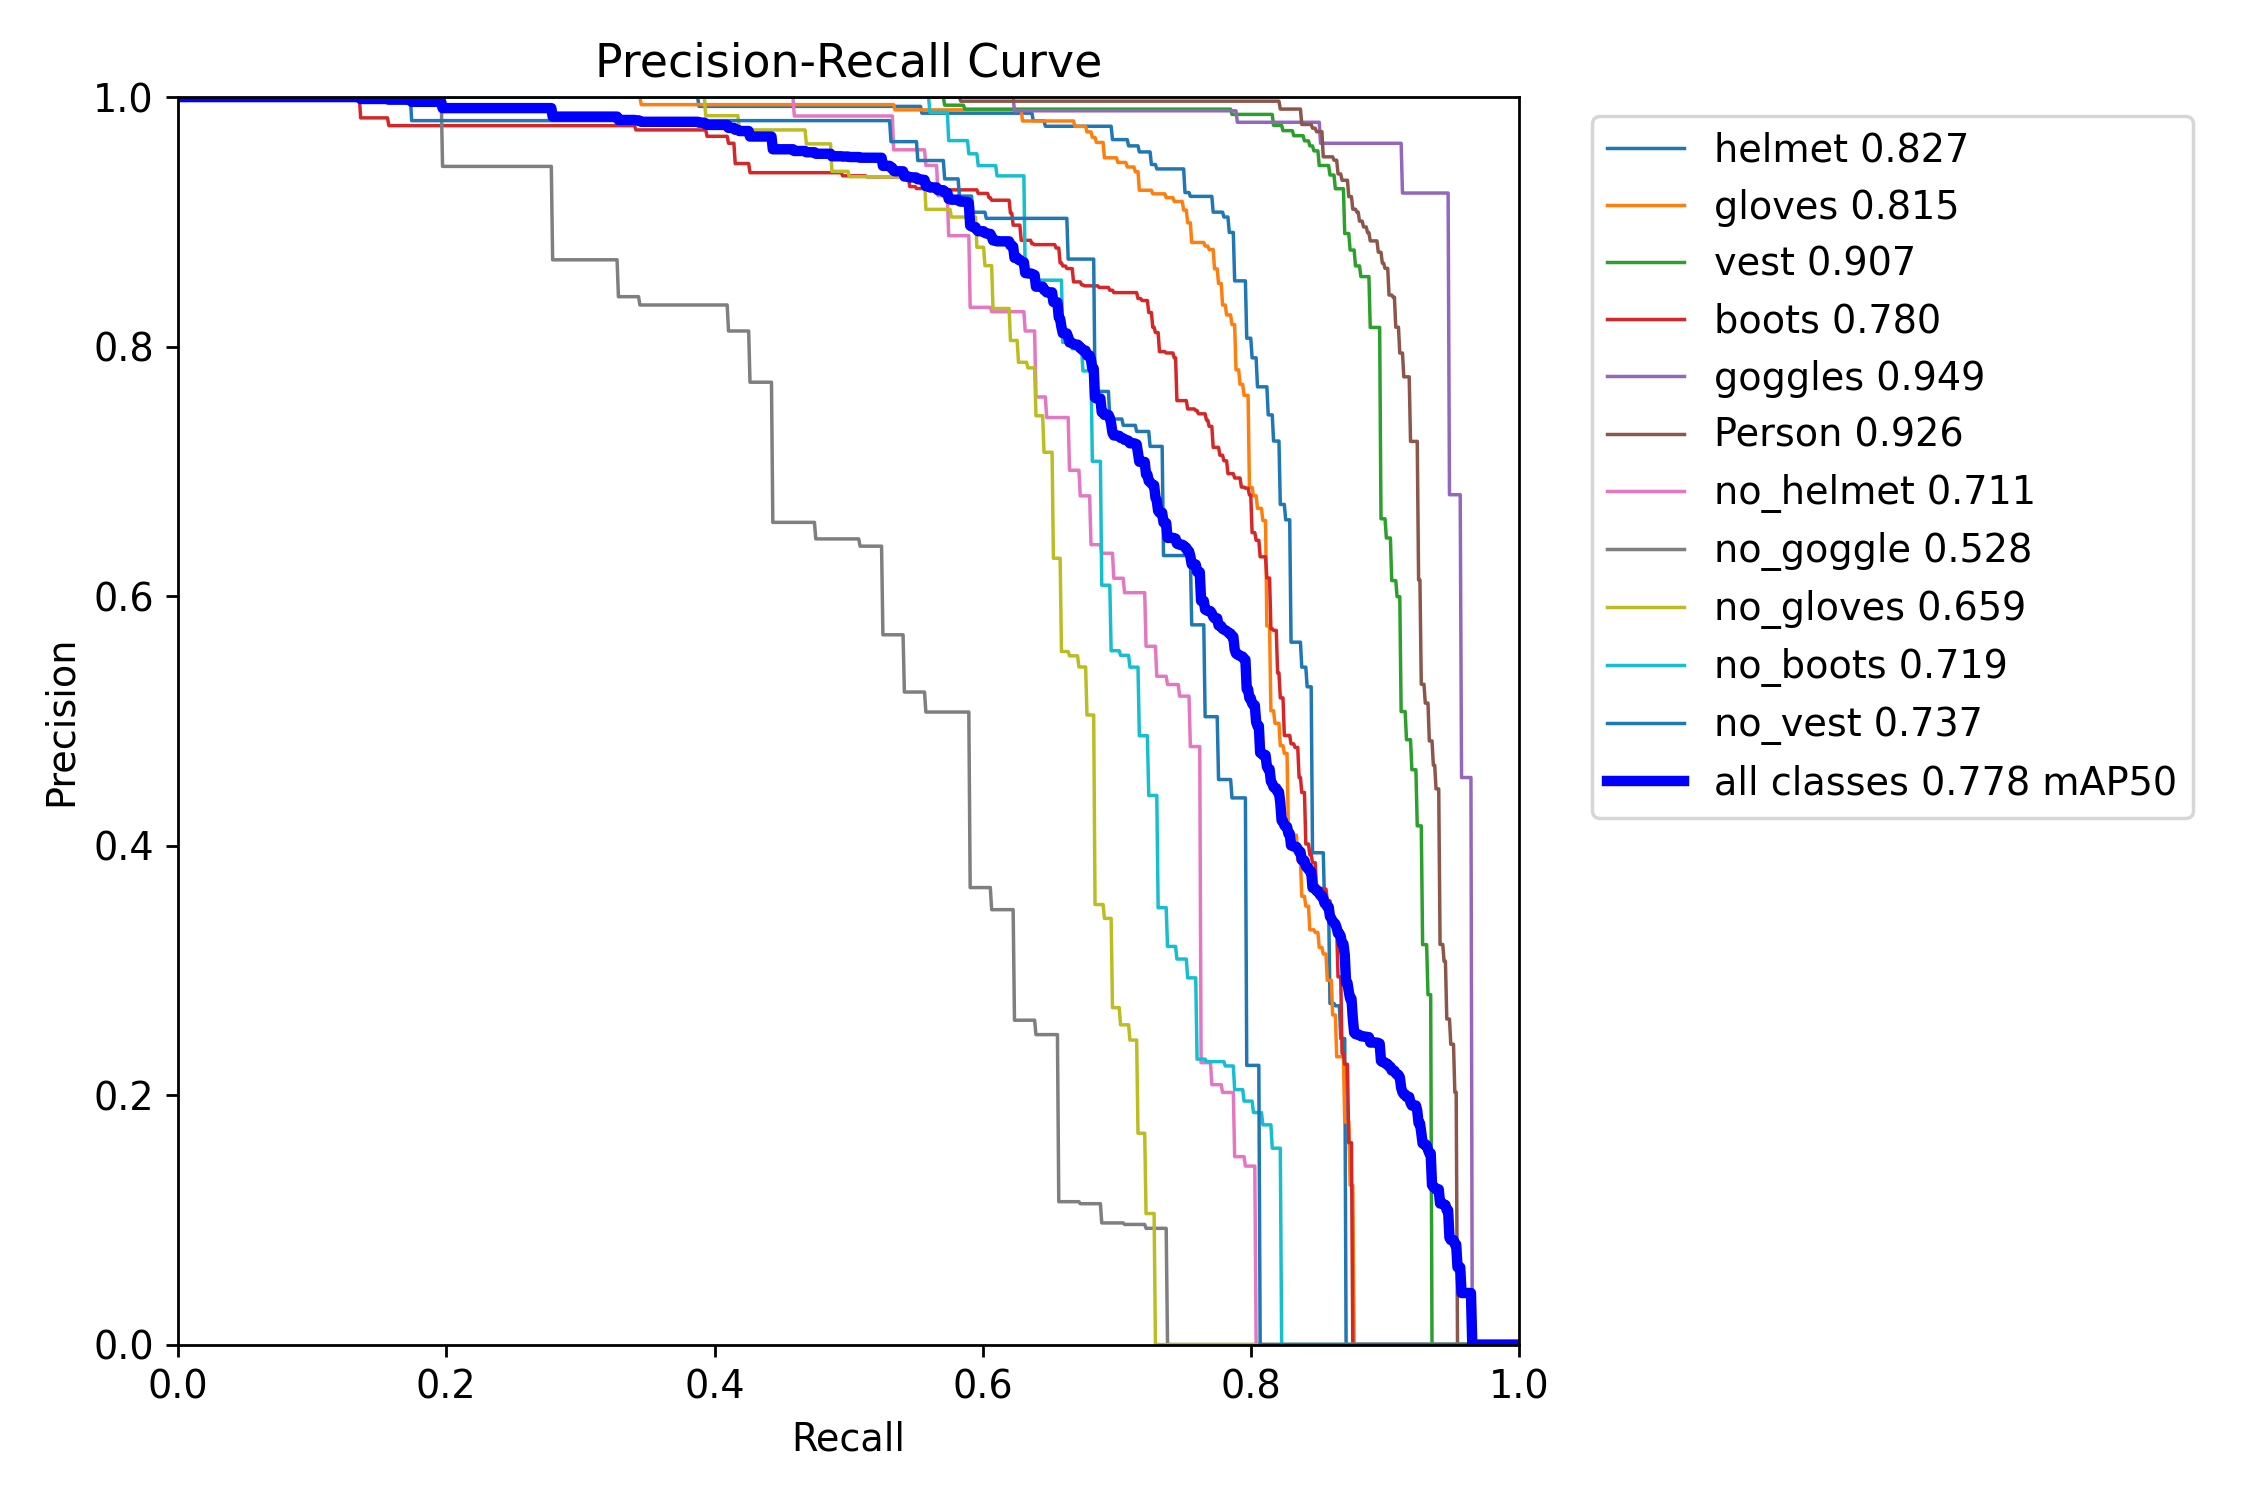 Precision-Recall Curve
1.0
0.8
0.6
0.4
0.2
0.0
Precision
0.0 0.2 0.4 0.6 0.8 1.0
Recall
helmet 0.827
gloves 0.815
vest 0.907
boots 0.780
goggles 0.949
Person 0.926
no_helmet 0.711
no_goggle 0.528
no_gloves 0.659
no_boots 0.719
no_vest 0.737
all classes 0.778 mAP50